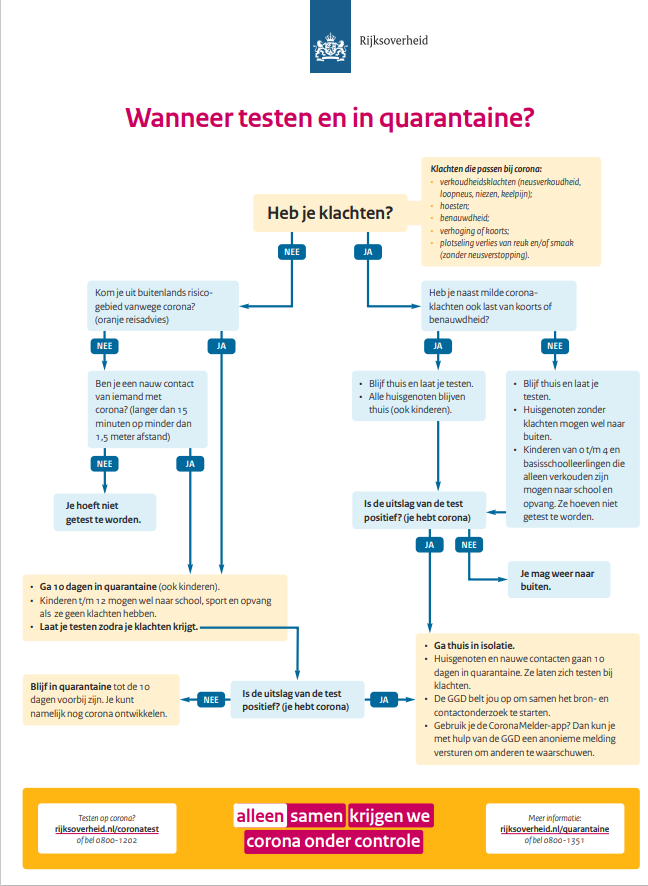 Rijksoverheid
Wanneer testen en in quarantaine?
Klachten die passen bij corona:
• verkoudheidsklachten (neusverkoudheid,
loopneus, niezen, keelpijn);
• hoesten;
• benauwdheid;
• verhoging of koorts;
• plotseling verlies van reuk en/of smaak
(zonder neusverstopping).
Heb je klachten?
NEE
JA
Kom je uit buitenlands risico-
gebied vanwege corona?
(oranje reisadvies)
Heb je naast milde corona-
klachten ook last van koorts of
benauwdheid?
NEE
JA
JA
NEE
Ben je een nauw contact
van iemand met
corona? (langer dan 15
minuten op minder dan
1,5 meter afstand)
• Blijf thuis en laat je testen.
• Alle huisgenoten blijven
thuis (ook kinderen).
• Blijf thuis en laat je
testen.
• Huisgenoten zonder
klachten mogen wel naar
buiten.
• Kinderen van 0 t/m 4 en
basisschoolleerlingen die
alleen verkouden zijn
mogen naar school en
opvang. Ze hoeven niet
getest te worden.
NEE
JA
Je hoeft niet
getest te worden.
Is de uitslag van de test
positief? (je hebt corona)
JA
NEE
Je mag weer naar
buiten.
• Ga 10 dagen in quarantaine (ook kinderen).
• Kinderen t/m 12 mogen wel naar school, sport en opvang
als ze geen klachten hebben.
• Laat je testen zodra je klachten krijgt.
• Ga thuis in isolatie.
• Huisgenoten en nauwe contacten gaan 10
dagen in quarantaine. Ze laten zich testen bij
klachten.
• De GGD belt jou op om samen het bron- en
contactonderzoek te starten.
• Gebruik je de CoronaMelder-app? Dan kun je
met hulp van de GGD een anonieme melding
versturen om anderen te waarschuwen.
Blijf in quarantaine tot de 10
dagen voorbij zijn. Je kunt
namelijk nog corona ontwikkelen.
NEE
Is de uitslag van de test
positief? (je hebt corona)
JA
Testen op corona?
rijksoverheid.nl/coronatest
of bel 0800-1202
alleen samen krijgen we
corona onder controle
Meer informatie:
rijksoverheid.nl/quarantaine
of bel 0800-1351